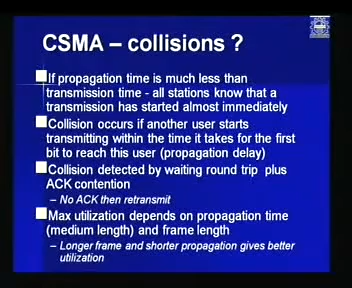 CSMA – collisions ?
If propagation time is much less than
transmission time - all stations know that a
transmission has started almost immediately
Collision occurs if another user starts
transmitting within the time it takes for the first
bit to reach this user (propagation delay)
Collision detected by waiting round trip plus
ACK contention
– No ACK then retransmit
Max utilization depends on propagation time
(medium length) and frame length
– Longer frame and shorter propagation gives better
utilization